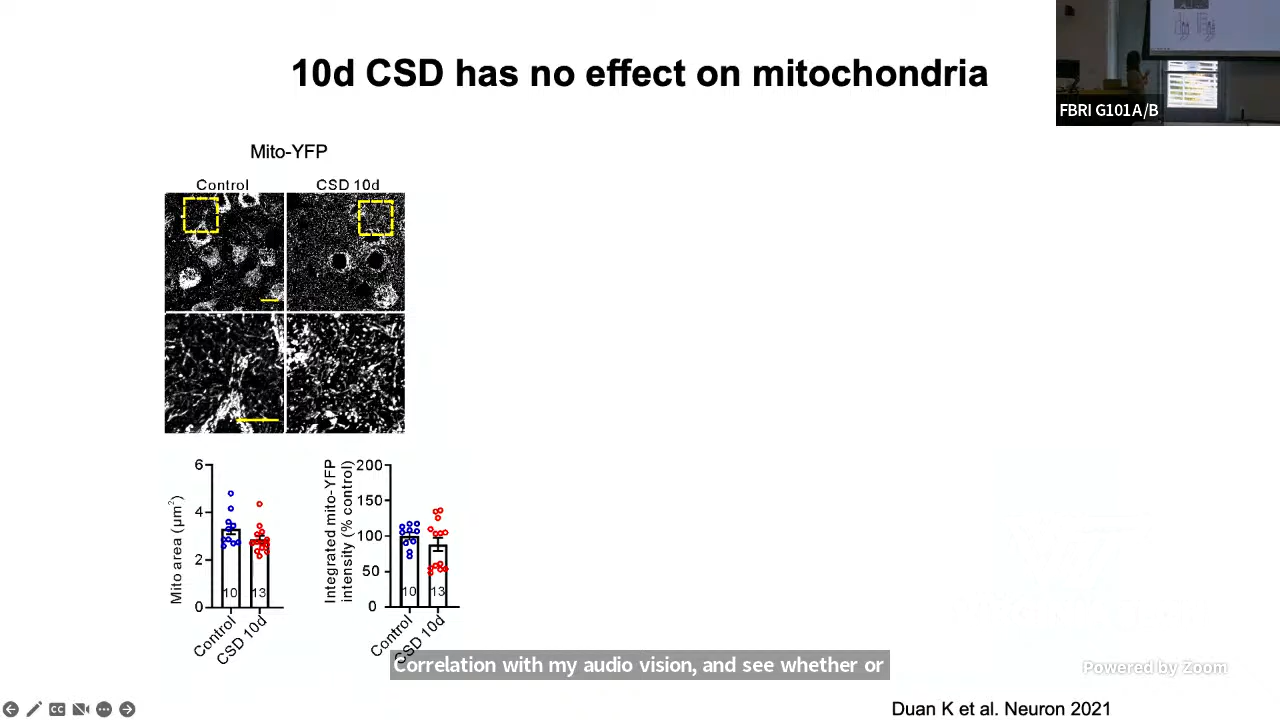 10d CSD has no effect on mitochondria
FBRI G101A/B
Mito-YFP
Control
CSD 10d
Mito area (µm²)
6
4
2
0
10
13
Control
CSD 10d
Integrated mito-YFP
intensity (% control)
200
150
100
50
0
10
13
Control
CSD 10d
Correlation with my audio vision, and see whether or
Powered by Zoom
CC
Duan K et al. Neuron 2021